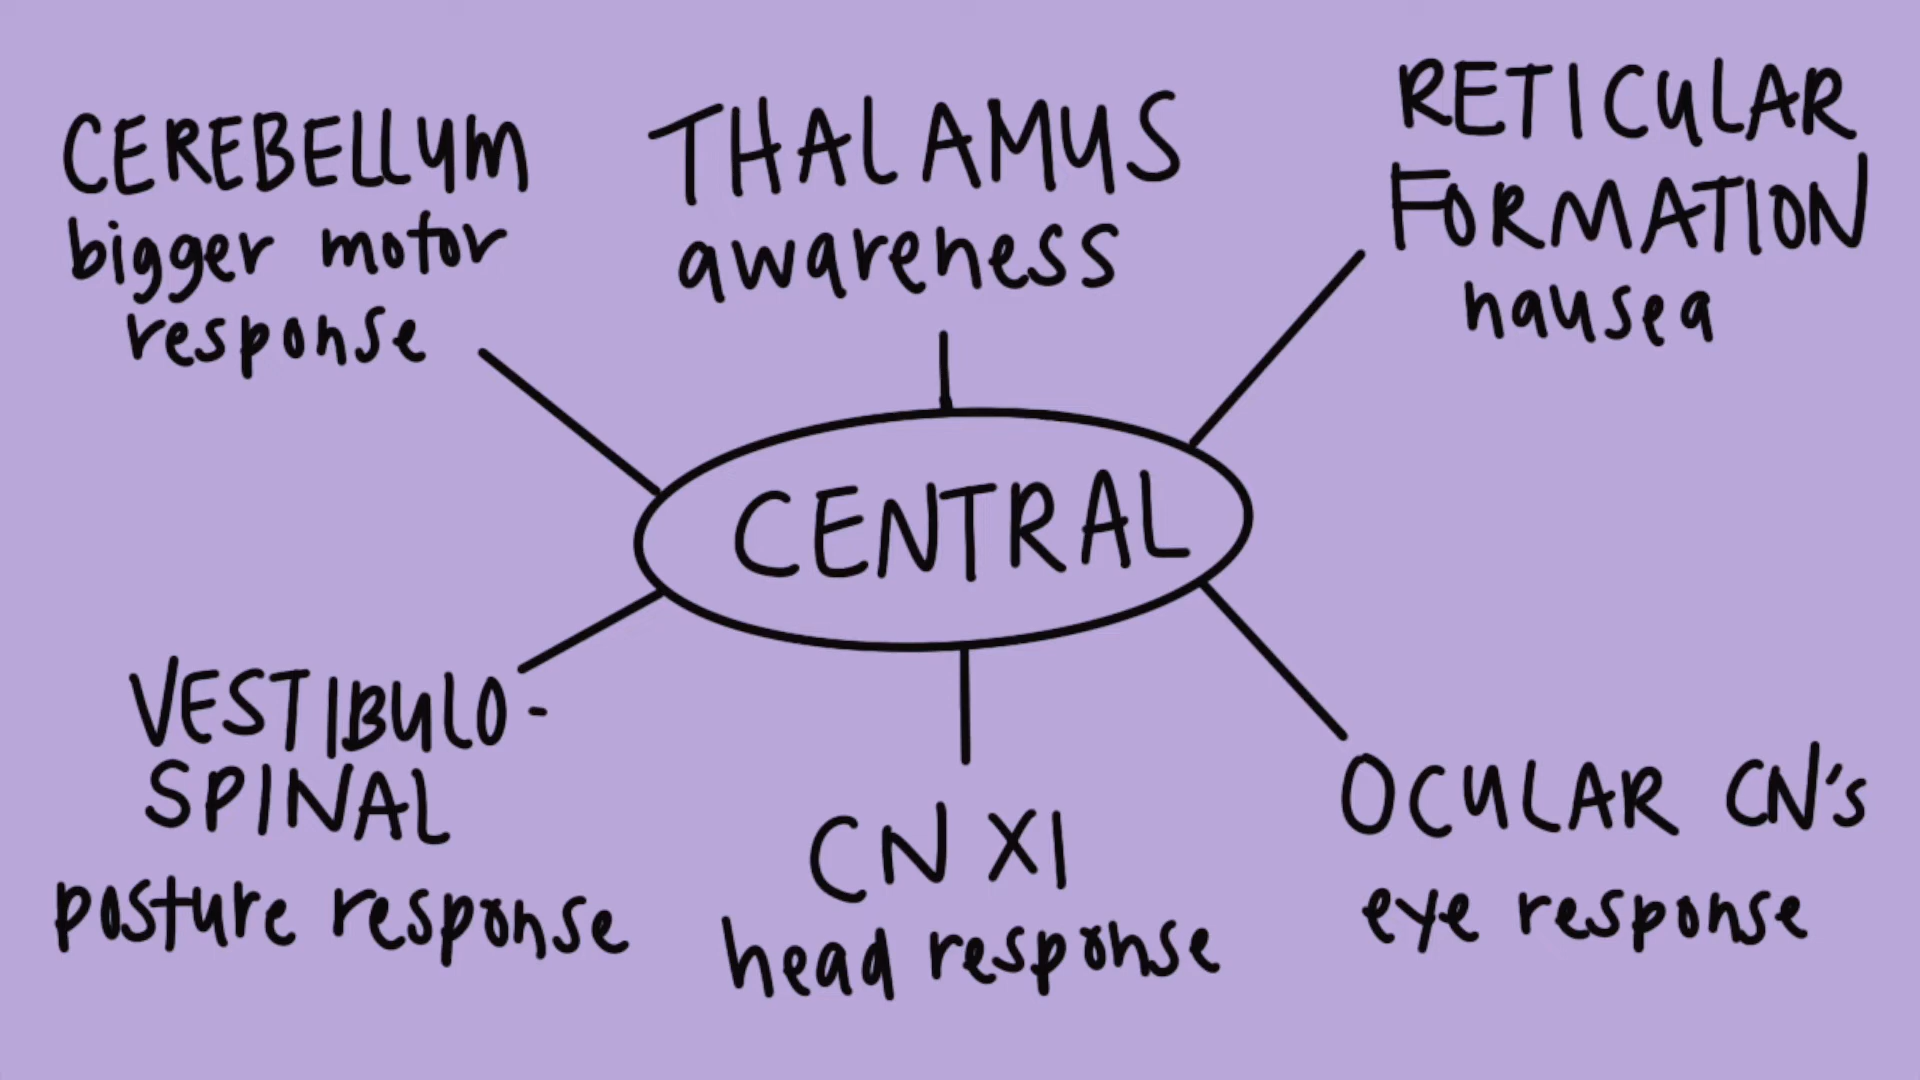 CEREBELLUM
bigger motor
response
THALAMUS
awareness
RETICULAR
FORMATION
nausea
CENTRAL
VESTIBULO-
SPINAL
posture response
CN XI
head response
OCULAR CN's
eye response